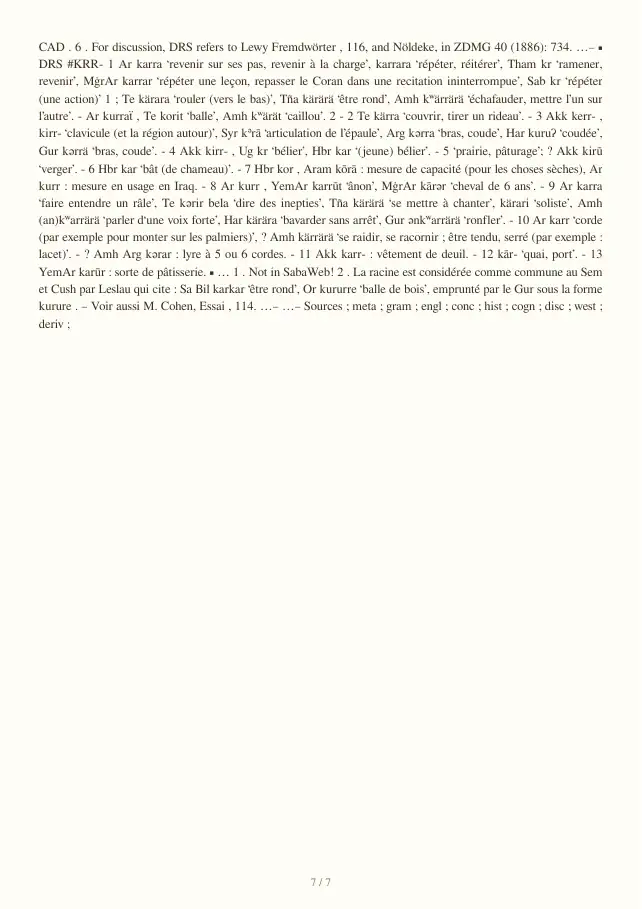 CAD . 6 . For discussion, DRS refers to Lewy Fremdwörter , 116, and Nöldeke, in ZDMG 40 (1886): 734. …– ▪
DRS #KRR- 1 Ar karra ‘revenir sur ses pas, revenir à la charge’, karrara ‘répéter, réitérer’, Tham kr ‘ramener,
revenir’, MġrAr karrar ‘répéter une leçon, repasser le Coran dans une recitation ininterrompue’, Sab kr ‘répéter
(une action)’ 1 ; Te kärara ‘rouler (vers le bas)’, Tña kärärä ‘être rond’, Amh kʷärrärä ‘échafauder, mettre l'un sur
l'autre’. - Ar kurraẗ , Te korit ‘balle’, Amh kʷärät ‘caillou’. 2 - 2 Te kärra ‘couvrir, tirer un rideau’. - 3 Akk kerr- ,
kirr- ‘clavicule (et la région autour)’, Syr kᵊrā ‘articulation de l'épaule’, Arg kərra ‘bras, coude’, Har kuruʔ ‘coudée’,
Gur kərrä ‘bras, coude’. - 4 Akk kirr- , Ug kr ‘bélier’, Hbr kar ‘(jeune) bélier’. - 5 ‘prairie, pâturage’; ? Akk kirū
‘verger’. - 6 Hbr kar ‘bât (de chameau)’. - 7 Hbr kor , Aram kōrā : mesure de capacité (pour les choses sèches), Ar
kurr : mesure en usage en Iraq. - 8 Ar kurr , YemAr karrūt ‘ânon’, MġrAr kārər ‘cheval de 6 ans’. - 9 Ar karra
‘faire entendre un râle’, Te kərir bela ‘dire des inepties’, Tña kärärä ‘se mettre à chanter’, kärari ‘soliste’, Amh
(an)kʷarrärä ‘parler d'une voix forte’, Har kärära ‘bavarder sans arrêt’, Gur ənkʷarrärä ‘ronfler’. - 10 Ar karr ‘corde
(par exemple pour monter sur les palmiers)’, ? Amh kärrärä ‘se raidir, se racornir ; être tendu, serré (par exemple :
lacet)’. - ? Amh Arg kərar : lyre à 5 ou 6 cordes. - 11 Akk karr- : vêtement de deuil. - 12 kār- ‘quai, port’. - 13
YemAr karūr : sorte de pâtisserie. ▪ … 1 . Not in SabaWeb! 2 . La racine est considérée comme commune au Sem
et Cush par Leslau qui cite : Sa Bil karkar ‘être rond’, Or kururre ‘balle de bois’, emprunté par le Gur sous la forme
kurure . – Voir aussi M. Cohen, Essai , 114. …– …– Sources ; meta ; gram ; engl ; conc ; hist ; cogn ; disc ; west ;
deriv ;
7 / 7